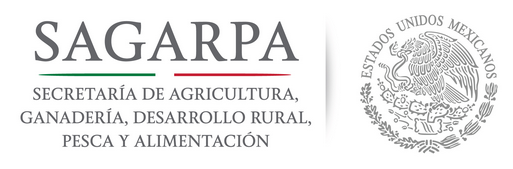 SAGARPA
SECRETARÍA DE AGRICULTURA,
GANADERÍA, DESARROLLO RURAL,
PESCA Y ALIMENTACIÓN
ESTADOS UNIDOS MEXICANOS